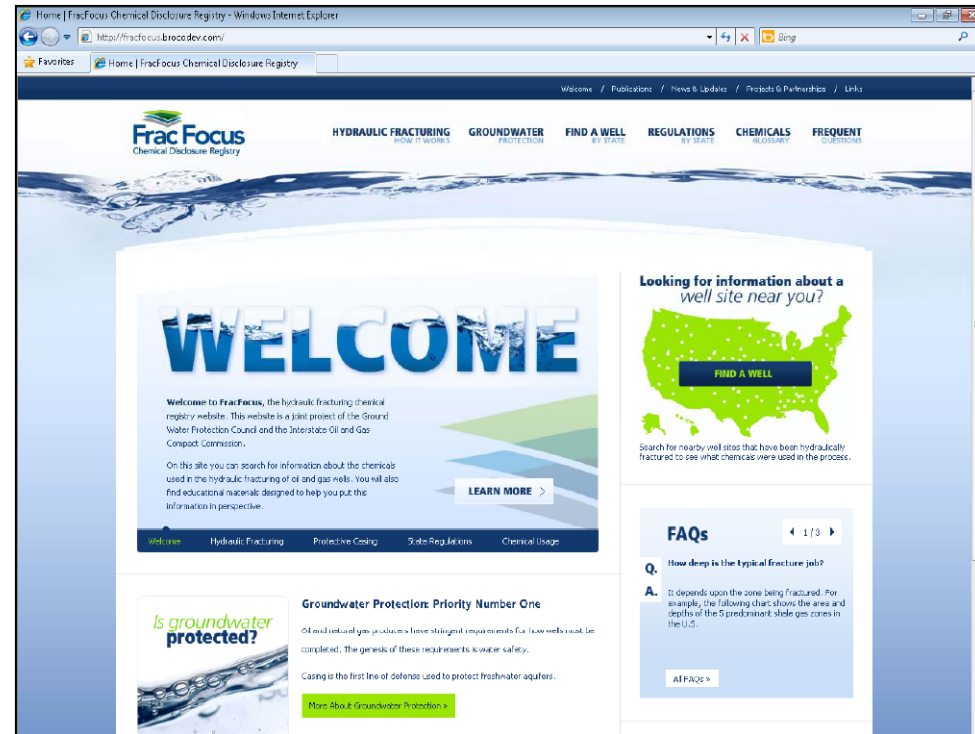 Home | FracFocus Chemical Disclosure Registry - Windows Internet Explorer
http://fracfocus.brocodev.com/
Bing
Favorites
Home | FracFocus Chemical Disclosure Registry
Welcome / Publications / News & Updates / Projects & Partnerships / Links
Frac Focus
Chemical Disclosure Registry
HYDRAULIC FRACTURING
HOW IT WORKS
GROUNDWATER
PROTECTION
FIND A WELL
BY STATE
REGULATIONS
BY STATE
CHEMICALS
GLOSSARY
FREQUENT
QUESTIONS
WELCOME
Welcome to FracFocus, the hydraulic fracturing chemical
registry website. This website is a joint project of the Ground
Water Protection Council and the Interstate Oil and Gas
Compact Commission.
On this site you can search for information about the chemicals
used in the hydraulic fracturing of oil and gas wells. You will also
find educational materials designed to help you put this
information in perspective.
LEARN MORE >
Welcome
Hydraulic Fracturing
Protective Casing
State Regulations
Chemical Usage
Looking for information about a
well site near you?
FIND A WELL
Search for nearby well sites that have been hydraulically
fractured to see what chemicals were used in the process.
FAQs
1/3
Q. How deep is the typical fracture job?
A. It depends upon the zone being fractured. For
example, the following chart shows the area and
depths of the 5 predominant shale gas zones in
the U.S.
All FAQs »
Is groundwater
protected?
Groundwater Protection: Priority Number One
Oil and natural gas producers have stringent requirements for how wells must be
completed. The genesis of these requirements is water safety.
Casing is the first line of defense used to protect freshwater aquifers.
More About Groundwater Protection »